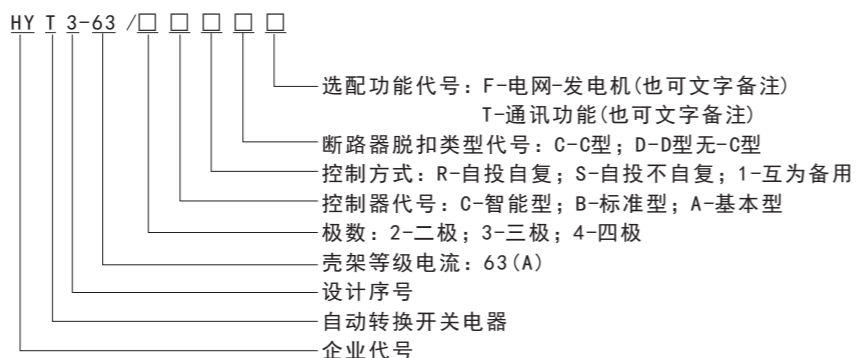 HY T 3-63 /□ □ □ □ □
选配功能代号：F-电网-发电机(也可文字备注)
T-通讯功能(也可文字备注)
断路器脱扣类型代号：C-C型；D-D型无-C型
控制方式：R-自投自复；S-自投不自复；1-互为备用
控制器代号：C-智能型；B-标准型；A-基本型
极数：2-二极；3-三极；4-四极
壳架等级电流：63(A)
设计序号
自动转换开关电器
企业代号